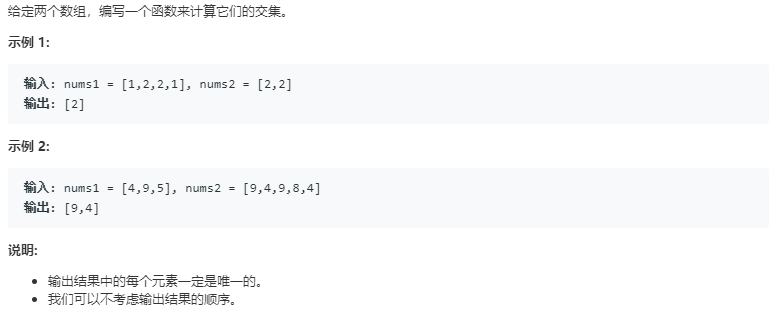 给定两个数组，编写一个函数来计算它们的交集。
示例 1:
输入: nums1 = [1,2,2,1], nums2 = [2,2]
输出: [2]
示例 2:
输入: nums1 = [4,9,5], nums2 = [9,4,9,8,4]
输出: [9,4]
说明:
• 输出结果中的每个元素一定是唯一的。
• 我们可以不考虑输出结果的顺序。